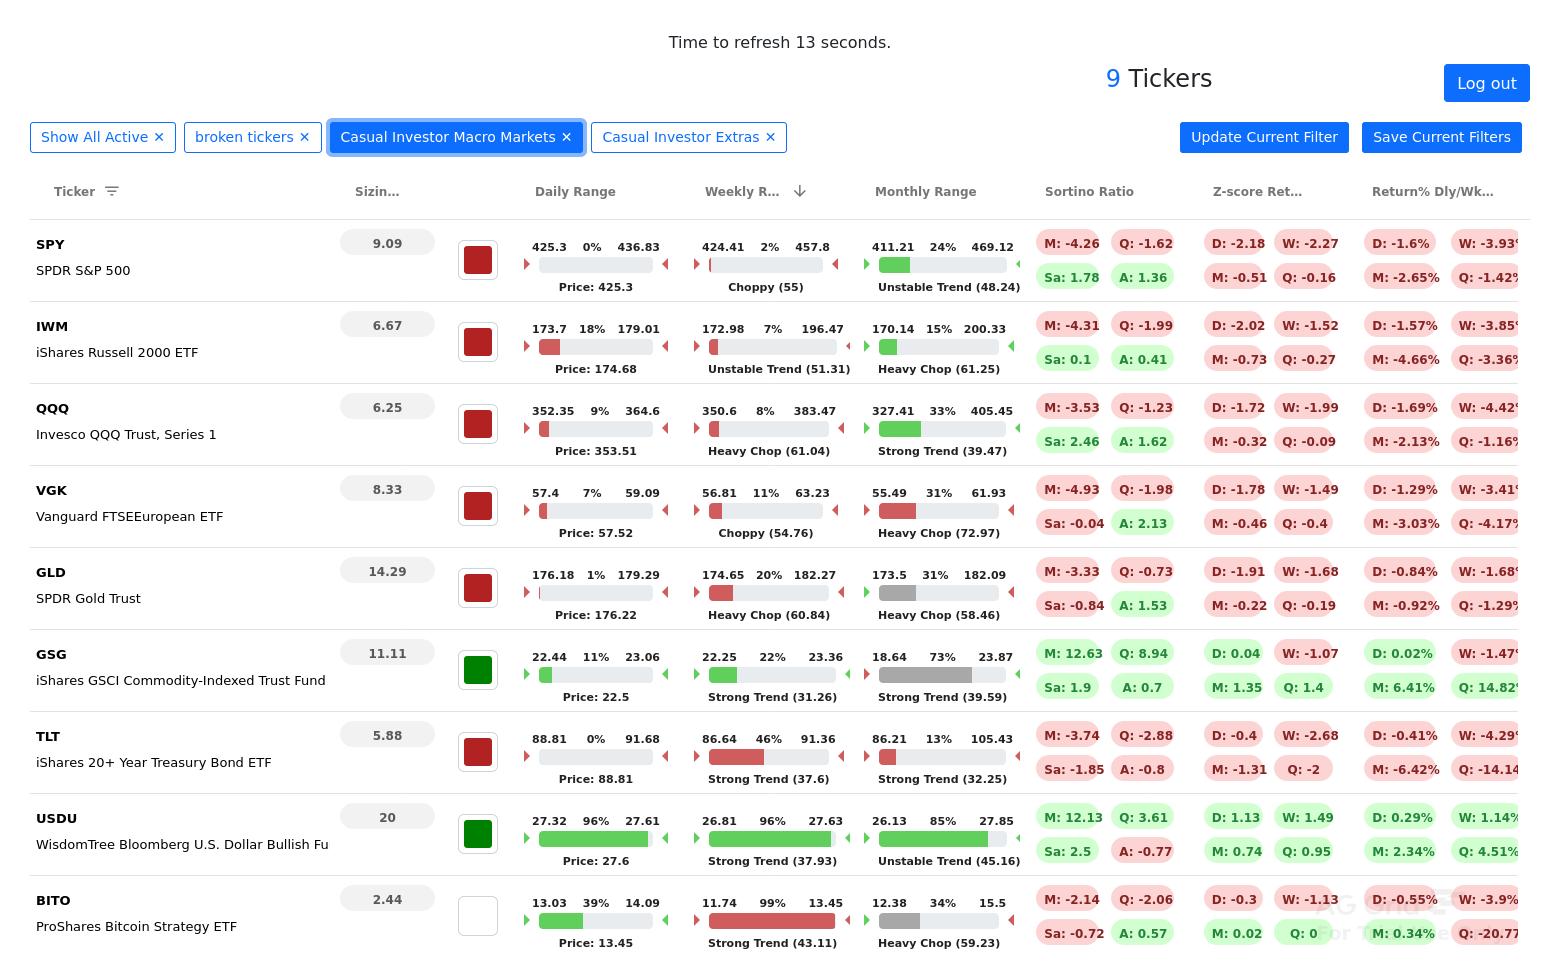 Time to refresh 13 seconds.
9 Tickers
Log out
Show All Active ✕ broken tickers ✕ Casual Investor Macro Markets ✕ Casual Investor Extras ✕ Update Current Filter Save Current Filters
Ticker Sizin... Daily Range Weekly R... Monthly Range Sortino Ratio Z-score Ret... Return% Dly/Wk...
SPY 9.09 425.3 0% 436.83 424.41 2% 457.8 411.21 24% 469.12 M: -4.26 Q: -1.62 D: -2.18 W: -2.27 D: -1.6% W: -3.93%
SPDR S&P 500 Sa: 1.78 A: 1.36 M: -0.51 Q: -0.16 M: -2.65% Q: -1.42%
Price: 425.3 Choppy (55) Unstable Trend (48.24)
IWM 6.67 173.7 18% 179.01 172.98 7% 196.47 170.14 15% 200.33 M: -4.31 Q: -1.99 D: -2.02 W: -1.52 D: -1.57% W: -3.85%
iShares Russell 2000 ETF Sa: 0.1 A: 0.41 M: -0.73 Q: -0.27 M: -4.66% Q: -3.36%
Price: 174.68 Unstable Trend (51.31) Heavy Chop (61.25)
QQQ 6.25 352.35 9% 364.6 350.6 8% 383.47 327.41 33% 405.45 M: -3.53 Q: -1.23 D: -1.72 W: -1.99 D: -1.69% W: -4.42%
Invesco QQQ Trust, Series 1 Sa: 2.46 A: 1.62 M: -0.32 Q: -0.09 M: -2.13% Q: -1.16%
Price: 353.51 Heavy Chop (61.04) Strong Trend (39.47)
VGK 8.33 57.4 7% 59.09 56.81 11% 63.23 55.49 31% 61.93 M: -4.93 Q: -1.98 D: -1.78 W: -1.49 D: -1.29% W: -3.41%
Vanguard FTSEEuropean ETF Sa: -0.04 A: 2.13 M: -0.46 Q: -0.4 M: -3.03% Q: -4.17%
Price: 57.52 Choppy (54.76) Heavy Chop (72.97)
GLD 14.29 176.18 1% 179.29 174.65 20% 182.27 173.5 31% 182.09 M: -3.33 Q: -0.73 D: -1.91 W: -1.68 D: -0.84% W: -1.68%
SPDR Gold Trust Sa: -0.84 A: 1.53 M: -0.22 Q: -0.19 M: -0.92% Q: -1.29%
Price: 176.22 Heavy Chop (60.84) Heavy Chop (58.46)
GSG 11.11 22.44 11% 23.06 22.25 22% 23.36 18.64 73% 23.87 M: 12.63 Q: 8.94 D: 0.04 W: -1.07 D: 0.02% W: -1.47%
iShares GSCI Commodity-Indexed Trust Fund Sa: 1.9 A: 0.7 M: 1.35 Q: 1.4 M: 6.41% Q: 14.82%
Price: 22.5 Strong Trend (31.26) Strong Trend (39.59)
TLT 5.88 88.81 0% 91.68 86.64 46% 91.36 86.21 13% 105.43 M: -3.74 Q: -2.88 D: -0.4 W: -2.68 D: -0.41% W: -4.29%
iShares 20+ Year Treasury Bond ETF Sa: -1.85 A: -0.8 M: -1.31 Q: -2 M: -6.42% Q: -14.14
Price: 88.81 Strong Trend (37.6) Strong Trend (32.25)
USDU 20 27.32 96% 27.61 26.81 96% 27.63 26.13 85% 27.85 M: 12.13 Q: 3.61 D: 1.13 W: 1.49 D: 0.29% W: 1.14%
WisdomTree Bloomberg U.S. Dollar Bullish Fu Sa: 2.5 A: -0.77 M: 0.74 Q: 0.95 M: 2.34% Q: 4.51%
Price: 27.6 Strong Trend (37.93) Unstable Trend (45.16)
BITO 2.44 13.03 39% 14.09 11.74 99% 13.45 12.38 34% 15.5 M: -2.14 Q: -2.06 D: -0.3 W: -1.13 D: -0.55% W: -3.9%
ProShares Bitcoin Strategy ETF Sa: -0.72 A: 0.57 M: 0.02 Q: 0 M: 0.34% Q: -20.77
Price: 13.45 Strong Trend (43.11) Heavy Chop (59.23)